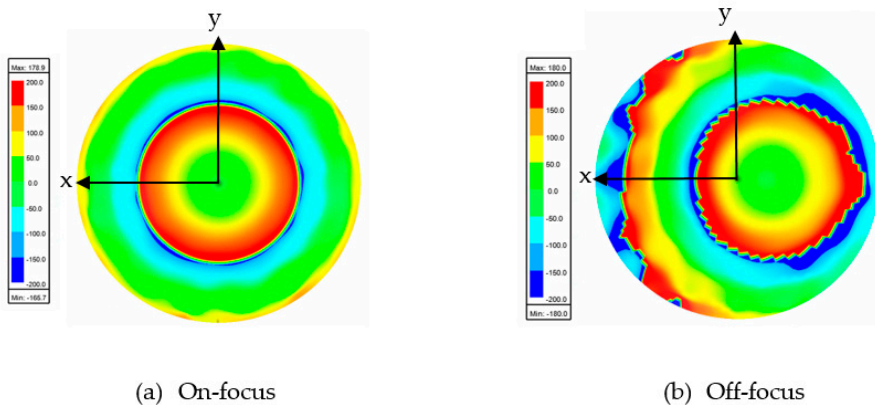 y
x
Max: 178.9
200.0
150.0
100.0
50.0
0.0
-50.0
-100.0
-150.0
-200.0
Min: -166.7
y
x
Max: 180.0
200.0
150.0
100.0
50.0
0.0
-50.0
-100.0
-150.0
-200.0
Min: -180.0
(a) On-focus
(b) Off-focus